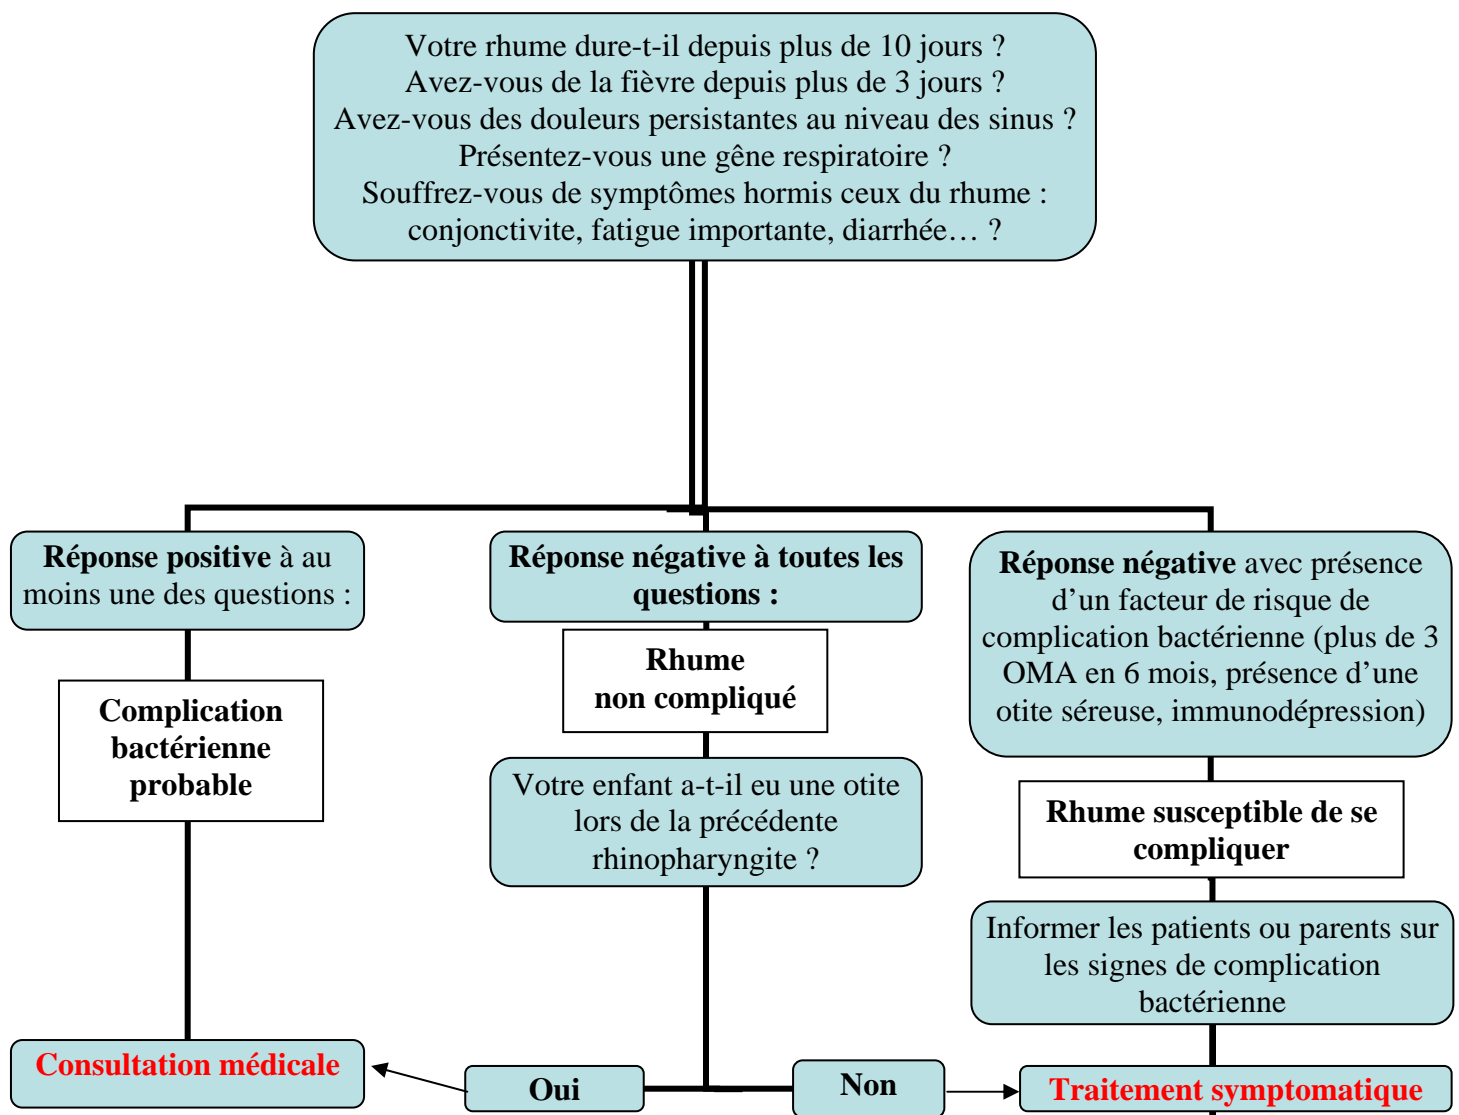 Votre rhume dure-t-il depuis plus de 10 jours ?
Avez-vous de la fièvre depuis plus de 3 jours ?
Avez-vous des douleurs persistantes au niveau des sinus ?
Présentez-vous une gêne respiratoire ?
Souffrez-vous de symptômes hormis ceux du rhume :
conjonctivite, fatigue importante, diarrhée… ?
Réponse positive à au
moins une des questions :
Complication
bactérienne
probable
Consultation médicale
Réponse négative à toutes les
questions :
Rhume
non compliqué
Votre enfant a-t-il eu une otite
lors de la précédente
rhinopharyngite ?
Oui
Non
Réponse négative avec présence
d’un facteur de risque de
complication bactérienne (plus de 3
OMA en 6 mois, présence d’une
otite séreuse, immunodépression)
Rhume susceptible de se
compliquer
Informer les patients ou parents sur
les signes de complication
bactérienne
Traitement symptomatique